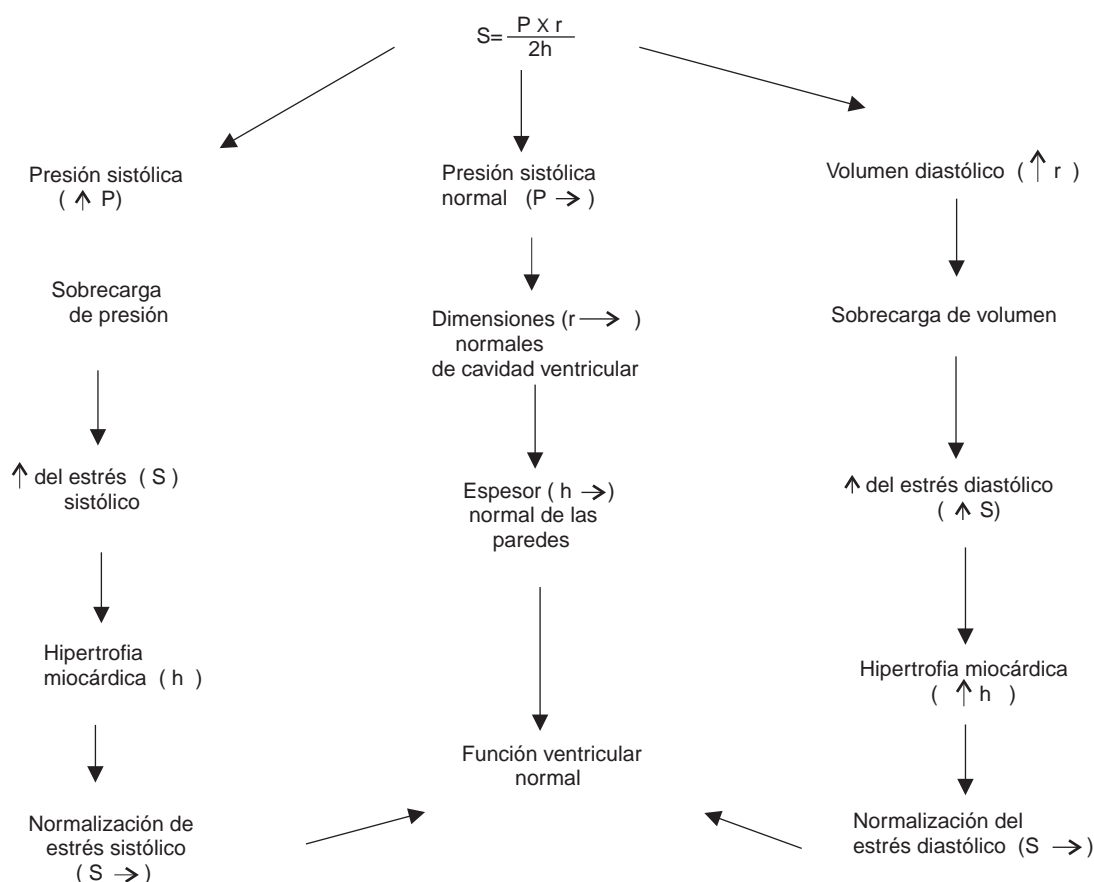 S= P X r
2h
Presión sistólica
( ↑ P)
Sobrecarga
de presión
↑ del estrés ( S )
sistólico
Hipertrofia
miocárdica ( h )
Normalización de
estrés sistólico
( S → )
Presión sistólica
normal (P → )
Dimensiones (r → )
normales
de cavidad ventricular
Espesor ( h →)
normal de las
paredes
Función ventricular
normal
Volumen diastólico ( ↑ r )
Sobrecarga de volumen
↑ del estrés diastólico
( ↑ S)
Hipertrofia miocárdica
( ↑ h )
Normalización del
estrés diastólico (S → )